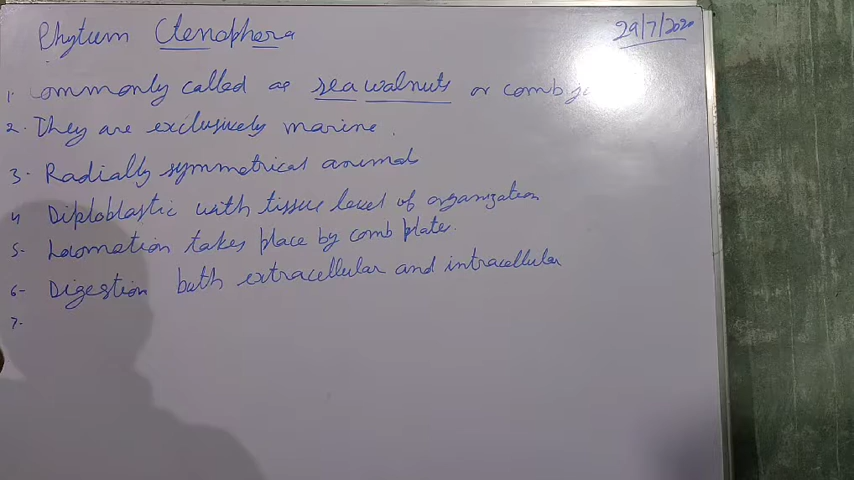 Phylum Ctenophora
29/7/2020
1. Commonly called as sea walnuts or comb
2. They are exclusively marine.
3. Radially symmetrical animals
4 Diploblastic with tissue level of organization
5- Locomotion takes place by comb plates.
6- Digestion both extracellular and intracellular
7-